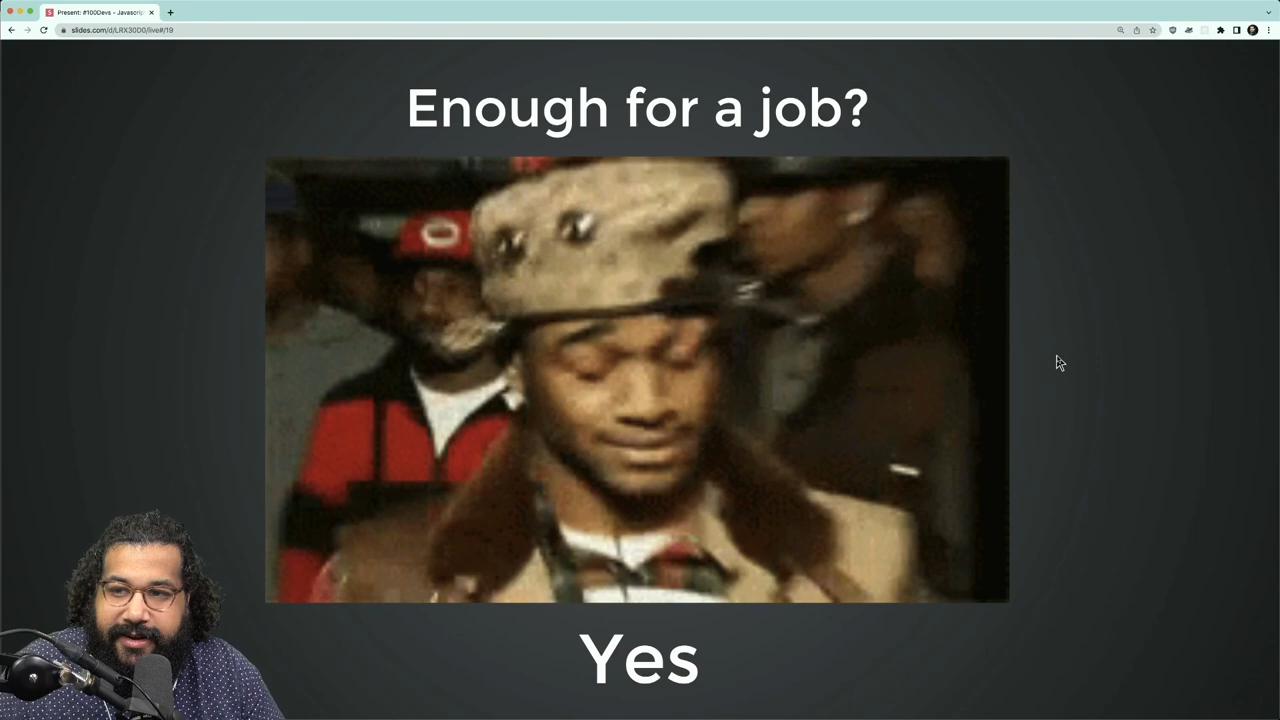 Present: #100Devs - Javascrip
slides.com/d/LRX30D0/live#/19
Enough for a job?
Yes